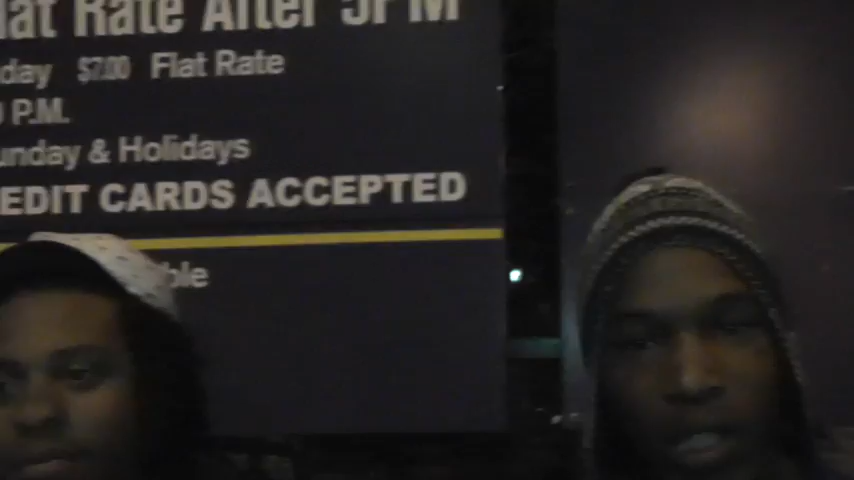 lat Rate After 5PM
day $7.00 Flat Rate
P.M.
unday & Holidays
EDIT CARDS ACCEPTED
ble